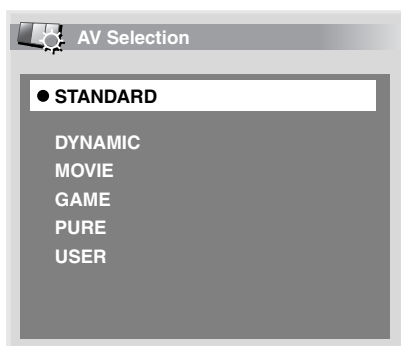 AV Selection
● STANDARD
DYNAMIC
MOVIE
GAME
PURE
USER